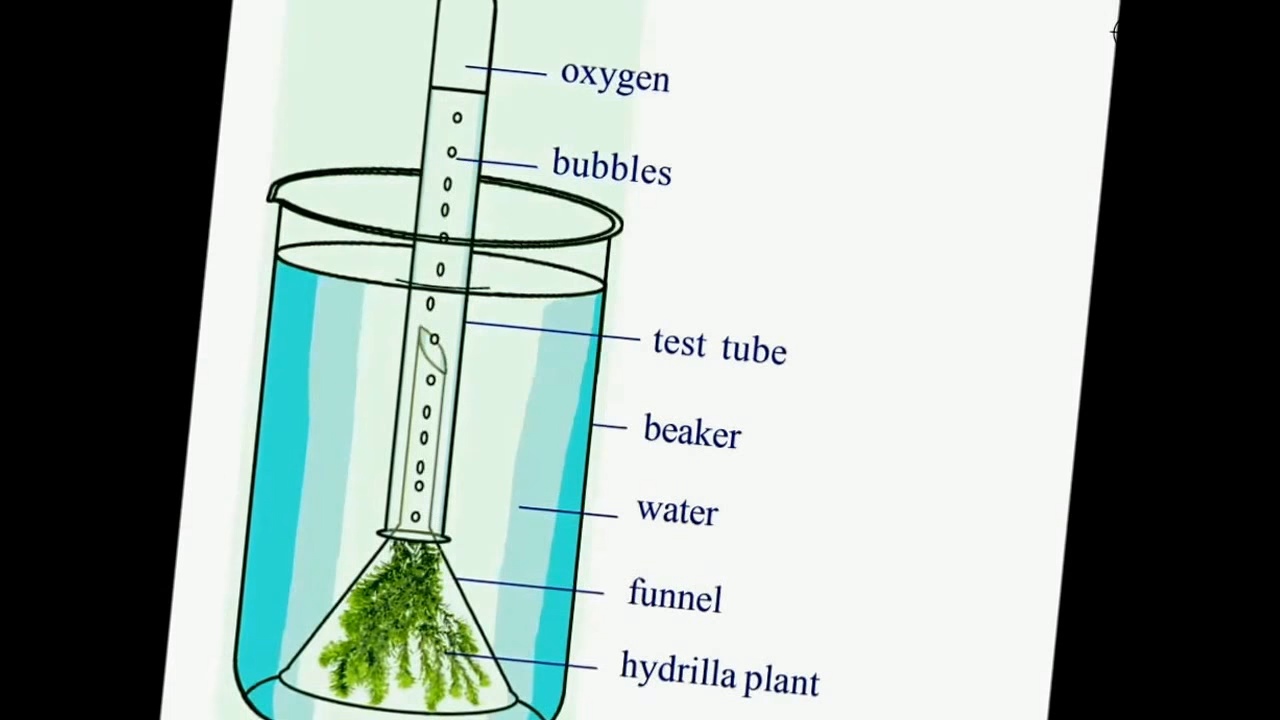 oxygen
bubbles
test tube
beaker
water
funnel
hydrilla plant